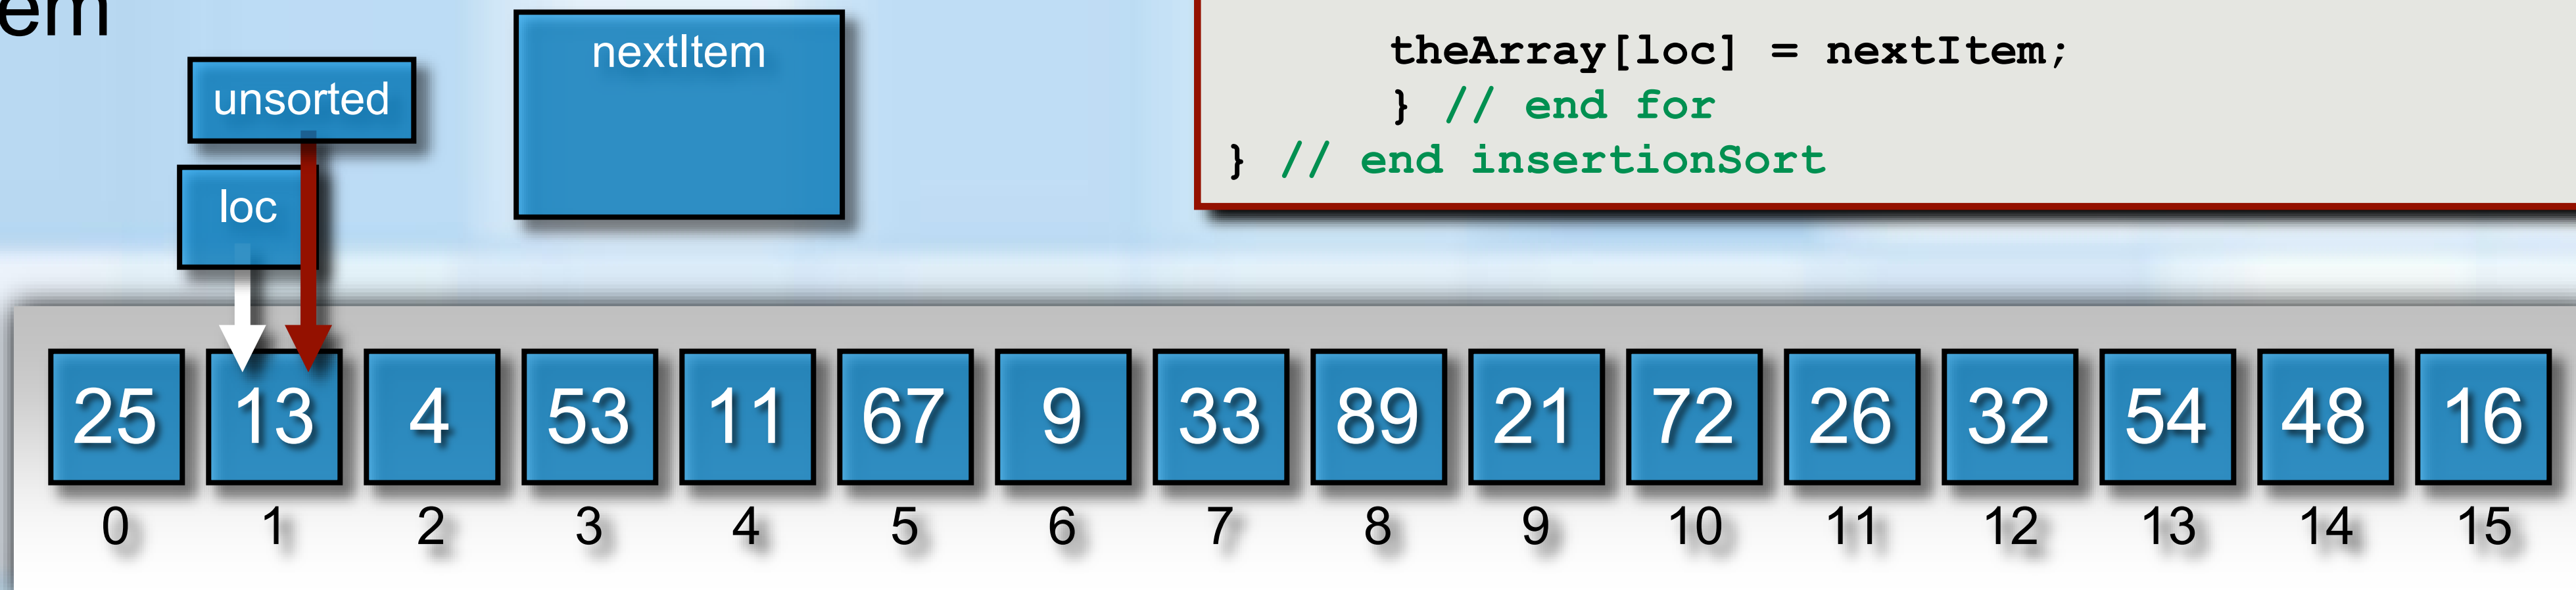 em
nextItem
unsorted
loc
theArray[loc] = nextItem;
} // end for
} // end insertionSort
25 13 4 53 11 67 9 33 89 21 72 26 32 54 48 16
0 1 2 3 4 5 6 7 8 9 10 11 12 13 14 15